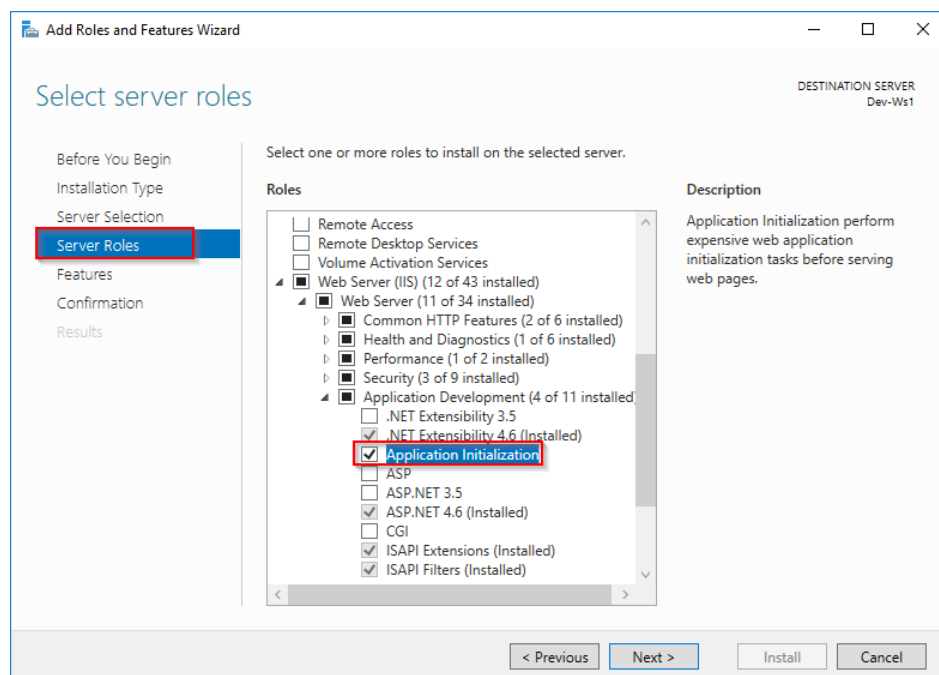 Add Roles and Features Wizard
Select server roles
DESTINATION SERVER
Dev-Ws1
Before You Begin
Installation Type
Server Selection
Server Roles
Features
Confirmation
Results
Select one or more roles to install on the selected server.
Roles
Remote Access
Remote Desktop Services
Volume Activation Services
Web Server (IIS) (12 of 43 installed)
Web Server (11 of 34 installed)
Common HTTP Features (2 of 6 installed)
Health and Diagnostics (1 of 6 installed)
Performance (1 of 2 installed)
Security (3 of 9 installed)
Application Development (4 of 11 installed
.NET Extensibility 3.5
.NET Extensibility 4.6 (Installed)
Application Initialization
ASP
ASP.NET 3.5
ASP.NET 4.6 (Installed)
CGI
ISAPI Extensions (Installed)
ISAPI Filters (Installed)
Description
Application Initialization perform
expensive web application
initialization tasks before serving
web pages.
< Previous
Next >
Install
Cancel